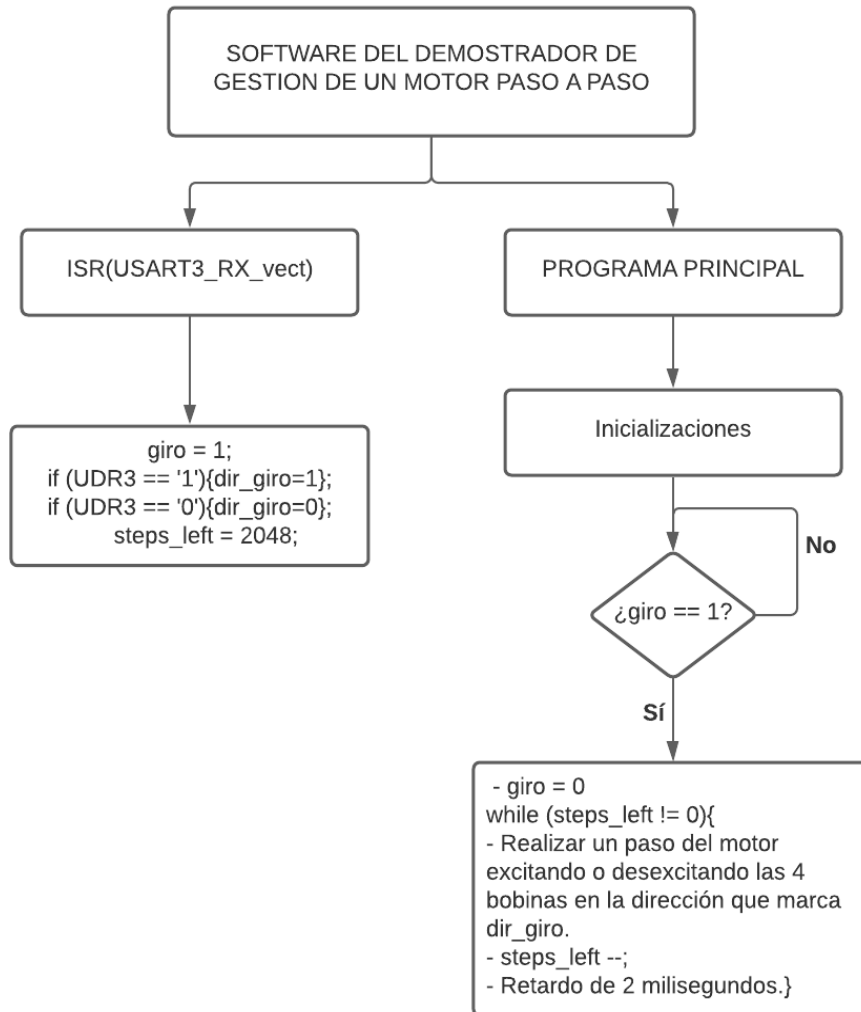 SOFTWARE DEL DEMOSTRADOR DE
GESTION DE UN MOTOR PASO A PASO
ISR(USART3_RX_vect)
PROGRAMA PRINCIPAL
giro = 1;
if (UDR3 == '1'){dir_giro=1};
if (UDR3 == '0'){dir_giro=0};
steps_left = 2048;
Inicializaciones
No
¿giro == 1?
Sí
- giro = 0
while (steps_left != 0){
- Realizar un paso del motor
excitando o desexcitando las 4
bobinas en la dirección que marca
dir_giro.
- steps_left --;
- Retardo de 2 milisegundos.}